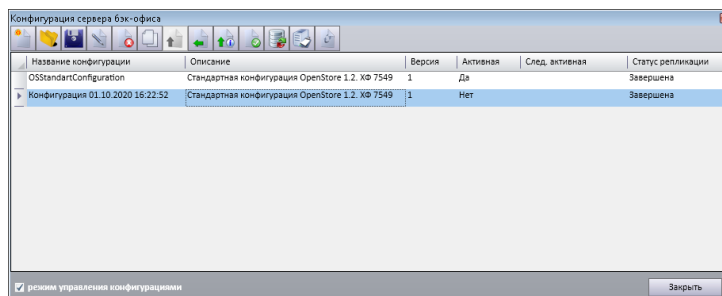 Конфигурация сервера бэк-офиса
Название конфигурации Описание Версия Активная След. активная Статус репликации
OSStandartConfiguration Стандартная конфигурация OpenStore 1.2. ХФ 7549 1 Да Завершена
Конфигурация 01.10.2020 16:22:52 Стандартная конфигурация OpenStore 1.2. ХФ 7549 1 Нет Завершена
режим управления конфигурациями Закрыть